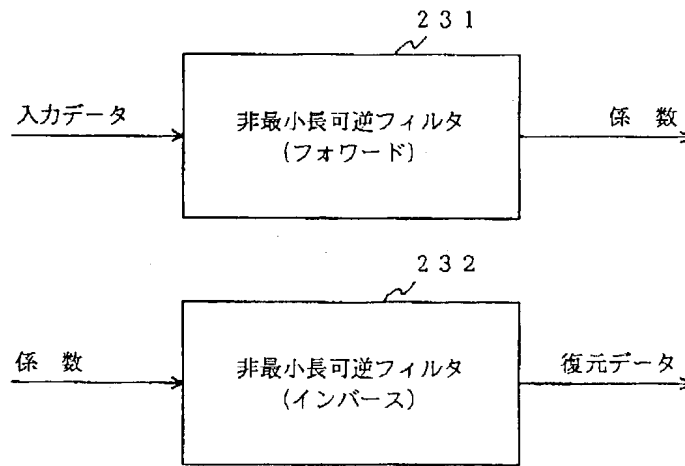 231
入力データ
非最小長可逆フィルタ
(フォワード)
係 数
232
係 数
非最小長可逆フィルタ
(インバース)
復元データ